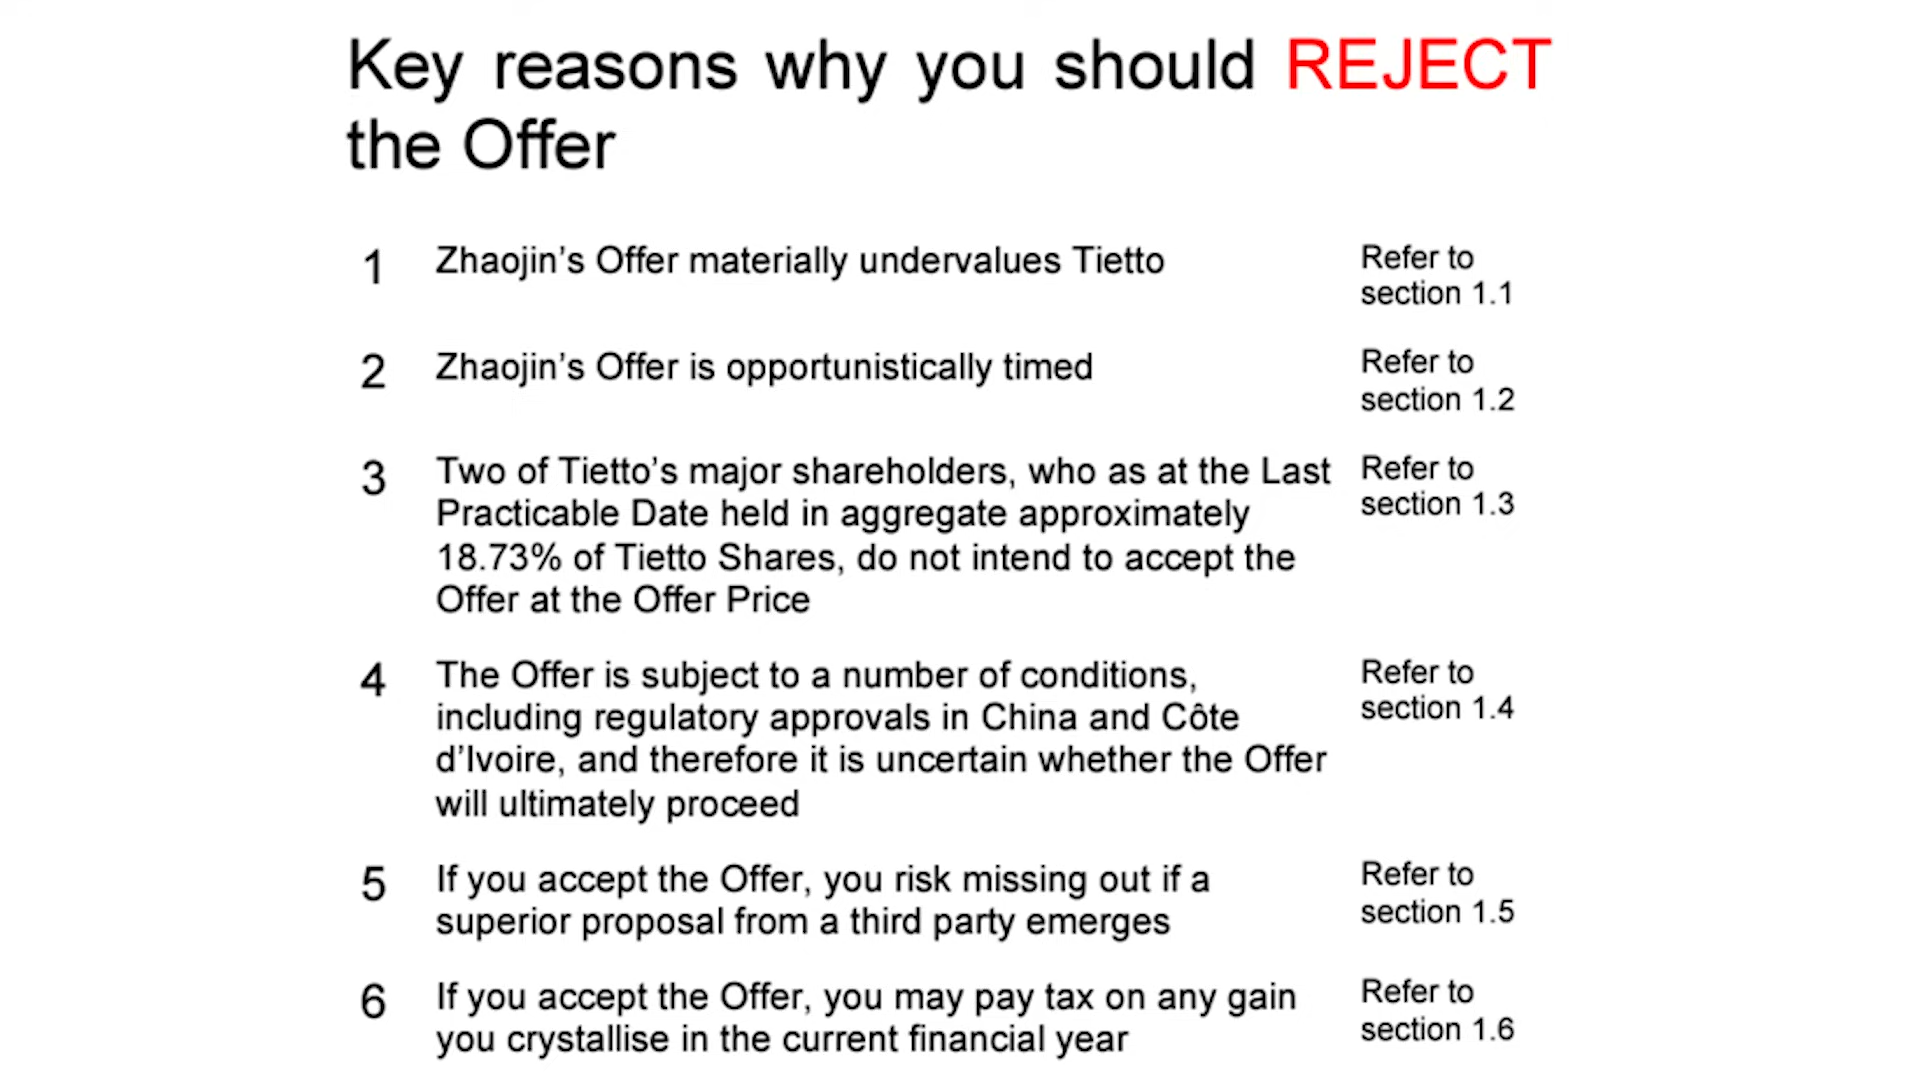 Key reasons why you should REJECT
the Offer
1 Zhaojin's Offer materially undervalues Tietto Refer to
section 1.1
2 Zhaojin's Offer is opportunistically timed Refer to
section 1.2
3 Two of Tietto's major shareholders, who as at the Last Refer to
Practicable Date held in aggregate approximately section 1.3
18.73% of Tietto Shares, do not intend to accept the
Offer at the Offer Price
4 The Offer is subject to a number of conditions, Refer to
including regulatory approvals in China and Côte section 1.4
d'Ivoire, and therefore it is uncertain whether the Offer
will ultimately proceed
5 If you accept the Offer, you risk missing out if a Refer to
superior proposal from a third party emerges section 1.5
6 If you accept the Offer, you may pay tax on any gain Refer to
you crystallise in the current financial year section 1.6